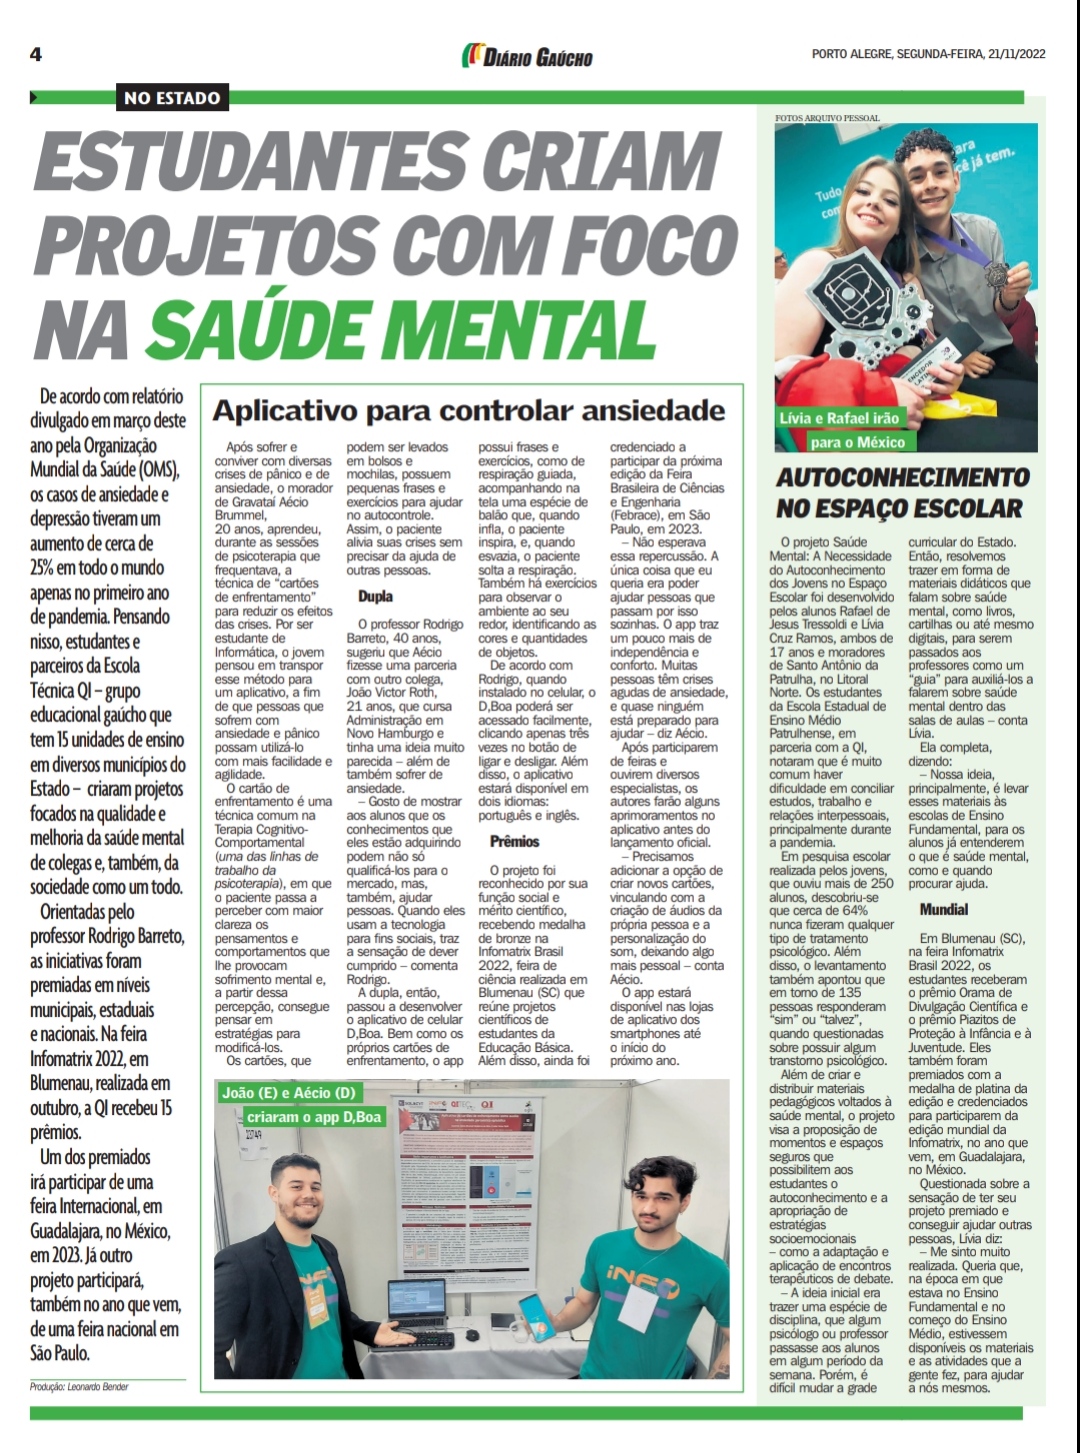 4
DIÁRIO GAÚCHO
PORTO ALEGRE, SEGUNDA-FEIRA, 21/11/2022
NO ESTADO
ESTUDANTES CRIAM
PROJETOS COM FOCO
NA SAÚDE MENTAL
De acordo com relatório
divulgado em março deste
ano pela Organização
Mundial da Saúde (OMS),
os casos de ansiedade e
depressão tiveram um
aumento de cerca de
25% em todo o mundo
apenas no primeiro ano
de pandemia. Pensando
nisso, estudantes e
parceiros da Escola
Técnica QI – grupo
educacional gaúcho que
tem 15 unidades de ensino
em diversos municípios do
Estado – criaram projetos
focados na qualidade e
melhoria da saúde mental
de colegas e, também, da
sociedade como um todo.
Orientadas pelo
professor Rodrigo Barreto,
as iniciativas foram
premiadas em níveis
municipais, estaduais
e nacionais. Na feira
Infomatrix 2022, em
Blumenau, realizada em
outubro, a QI recebeu 15
prêmios.
Um dos premiados
irá participar de uma
feira Internacional, em
Guadalajara, no México,
em 2023. Já outro
projeto participará,
também no ano que vem,
de uma feira nacional em
São Paulo.
Produção: Leonardo Bender
Aplicativo para controlar ansiedade
Após sofrer e
conviver com diversas
crises de pânico e de
ansiedade, o morador
de Gravataí Aécio
Brummel,
20 anos, aprendeu,
durante as sessões
de psicoterapia que
frequentava, a
técnica de “cartões
de enfrentamento”
para reduzir os efeitos
das crises. Por ser
estudante de
Informática, o jovem
pensou em transpor
esse método para
um aplicativo, a fim
de que pessoas que
sofrem com
ansiedade e pânico
possam utilizá-lo
com mais facilidade e
agilidade.
O cartão de
enfrentamento é uma
técnica comum na
Terapia Cognitivo-
Comportamental
(uma das linhas de
trabalho da
psicoterapia), em que
o paciente passa a
perceber com maior
clareza os
pensamentos e
comportamentos que
lhe provocam
sofrimento mental e,
a partir dessa
percepção, consegue
pensar em
estratégias para
modificá-los.
Os cartões, que
podem ser levados
em bolsos e
mochilas, possuem
pequenas frases e
exercícios para ajudar
no autocontrole.
Assim, o paciente
alivia suas crises sem
precisar da ajuda de
outras pessoas.
Dupla
O professor Rodrigo
Barreto, 40 anos,
sugeriu que Aécio
fizesse uma parceria
com outro colega,
João Victor Roth,
21 anos, que cursa
Administração em
Novo Hamburgo e
tinha uma ideia muito
parecida – além de
também sofrer de
ansiedade.
– Gosto de mostrar
aos alunos que os
conhecimentos que
eles estão adquirindo
podem não só
qualificá-los para o
mercado, mas,
também, ajudar
pessoas. Quando eles
usam a tecnologia
para fins sociais, traz
a sensação de dever
cumprido – comenta
Rodrigo.
A dupla, então,
passou a desenvolver
o aplicativo de celular
D,Boa. Bem como os
próprios cartões de
enfrentamento, o app
possui frases e
exercícios, como de
respiração guiada,
acompanhando na
tela uma espécie de
balão que, quando
infla, o paciente
inspira, e, quando
esvazia, o paciente
solta a respiração.
Também há exercícios
para observar o
ambiente ao seu
redor, identificando as
cores e quantidades
de objetos.
De acordo com
Rodrigo, quando
instalado no celular, o
D,Boa poderá ser
acessado facilmente,
clicando apenas três
vezes no botão de
ligar e desligar. Além
disso, o aplicativo
estará disponível em
dois idiomas:
português e inglês.
Prêmios
O projeto foi
reconhecido por sua
função social e
mérito científico,
recebendo medalha
de bronze na
Infomatrix Brasil
2022, feira de
ciência realizada em
Blumenau (SC) que
reúne projetos
científicos de
estudantes da
Educação Básica.
Além disso, ainda foi
credenciado a
participar da próxima
edição da Feira
Brasileira de Ciências
e Engenharia
(Febrace), em São
Paulo, em 2023.
– Não esperava
essa repercussão. A
única coisa que eu
queria era poder
ajudar pessoas que
passam por isso
sozinhas. O app traz
um pouco mais de
independência e
conforto. Muitas
pessoas têm crises
agudas de ansiedade,
e quase ninguém
está preparado para
ajudar – diz Aécio.
Após participarem
de feiras e
ouvirem diversos
especialistas, os
autores farão alguns
aprimoramentos no
aplicativo antes do
lançamento oficial.
– Precisamos
adicionar a opção de
criar novos cartões,
vinculando com a
criação de áudios da
própria pessoa e a
personalização do
som, deixando algo
mais pessoal – conta
Aécio.
O app estará
disponível nas lojas
de aplicativo dos
smartphones até
o início do
próximo ano.
João (E) e Aécio (D)
criaram o app D,Boa
QI
INFO
FOTOS ARQUIVO PESSOAL
Tudo
com
para
você já tem.
Lívia e Rafael irão
para o México
AUTOCONHECIMENTO
NO ESPAÇO ESCOLAR
O projeto Saúde
Mental: A Necessidade
do Autoconhecimento
dos Jovens no Espaço
Escolar foi desenvolvido
pelos alunos Rafael de
Jesus Tressoldi e Lívia
Cruz Ramos, ambos de
17 anos e moradores
de Santo Antônio da
Patrulha, no Litoral
Norte. Os estudantes
da Escola Estadual de
Ensino Médio
Patrulhense, em
parceria com a QI,
notaram que é muito
comum haver
dificuldade em conciliar
estudos, trabalho e
relações interpessoais,
principalmente durante
a pandemia.
Em pesquisa escolar
realizada pelos jovens,
que ouviu mais de 250
alunos, descobriu-se
que cerca de 64%
nunca fizeram qualquer
tipo de tratamento
psicológico. Além
disso, o levantamento
também apontou que
em torno de 135
pessoas responderam
“sim” ou “talvez”,
quando questionadas
sobre possuir algum
transtorno psicológico.
Além de criar e
distribuir materiais
pedagógicos voltados à
saúde mental, o projeto
visa a proposição de
momentos e espaços
seguros que
possibilitem aos
estudantes o
autoconhecimento e a
apropriação de
estratégias
socioemocionais
– como a adaptação e
aplicação de encontros
terapêuticos de debate.
– A ideia inicial era
trazer uma espécie de
disciplina, que algum
psicólogo ou professor
passasse aos alunos
em algum período da
semana. Porém, é
difícil mudar a grade
curricular do Estado.
Então, resolvemos
trazer em forma de
materiais didáticos que
falam sobre saúde
mental, como livros,
cartilhas ou até mesmo
digitais, para serem
passados aos
professores como um
“guia” para auxiliá-los a
falarem sobre saúde
mental dentro das
salas de aulas – conta
Lívia.
Ela completa,
dizendo:
– Nossa ideia,
principalmente, é levar
esses materiais às
escolas de Ensino
Fundamental, para os
alunos já entenderem
o que é saúde mental,
como e quando
procurar ajuda.
Mundial
Em Blumenau (SC),
na feira Infomatrix
Brasil 2022, os
estudantes receberam
o prêmio Orama de
Divulgação Científica e
o prêmio Piazitos de
Proteção à Infância e à
Juventude. Eles
também foram
premiados com a
medalha de platina da
edição e credenciados
para participarem da
edição mundial da
Infomatrix, no ano que
vem, em Guadalajara,
no México.
Questionada sobre a
sensação de ter seu
projeto premiado e
conseguir ajudar outras
pessoas, Lívia diz:
– Me sinto muito
realizada. Queria que,
na época em que
estava no Ensino
Fundamental e no
começo do Ensino
Médio, estivessem
disponíveis os materiais
e as atividades que a
gente fez, para ajudar
a nós mesmos.